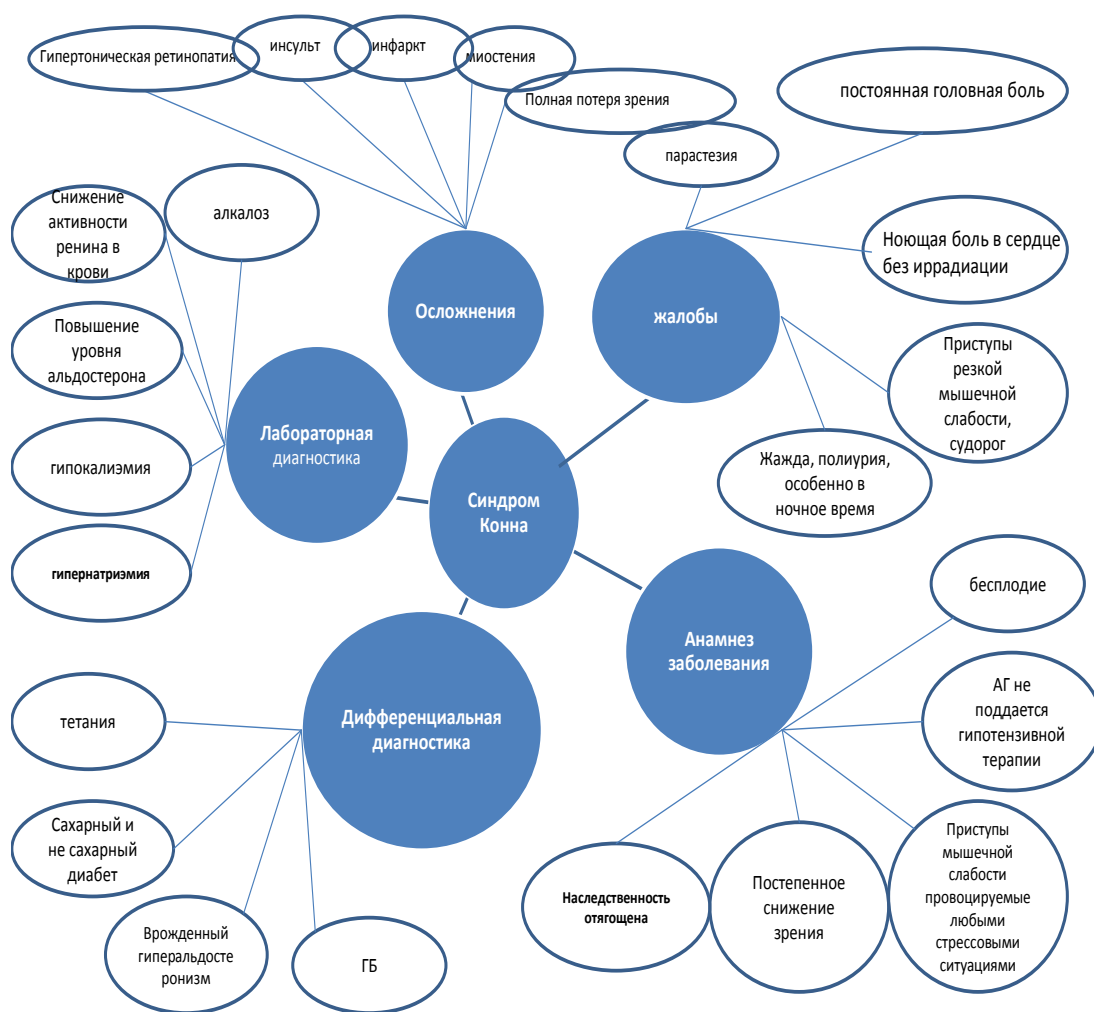 Гипертоническая ретинопатия
инсульт
инфаркт
миостения
Полная потеря зрения
постоянная головная боль
парастезия
Снижение
активности
ренина в
крови
алкалоз
Ноющая боль в сердце
без иррадиации
Осложнения
жалобы
Повышение
уровня
альдостерона
Приступы
резкой
мышечной
слабости,
судорог
Лабораторная
диагностика
гипокалиэмия
Жажда, полиурия,
особенно в
ночное время
Синдром
Конна
гипернатриэмия
бесплодие
Анамнез
заболевания
АГ не
поддается
гипотензивной
терапии
тетания
Дифференциальная
диагностика
Сахарный и
не сахарный
диабет
Приступы
мышечной
слабости
провоцируемые
любыми
стрессовыми
ситуациями
Наследственность
отягощена
Постепенное
снижение
зрения
Врожденный
гиперальдосте
ронизм
ГБ